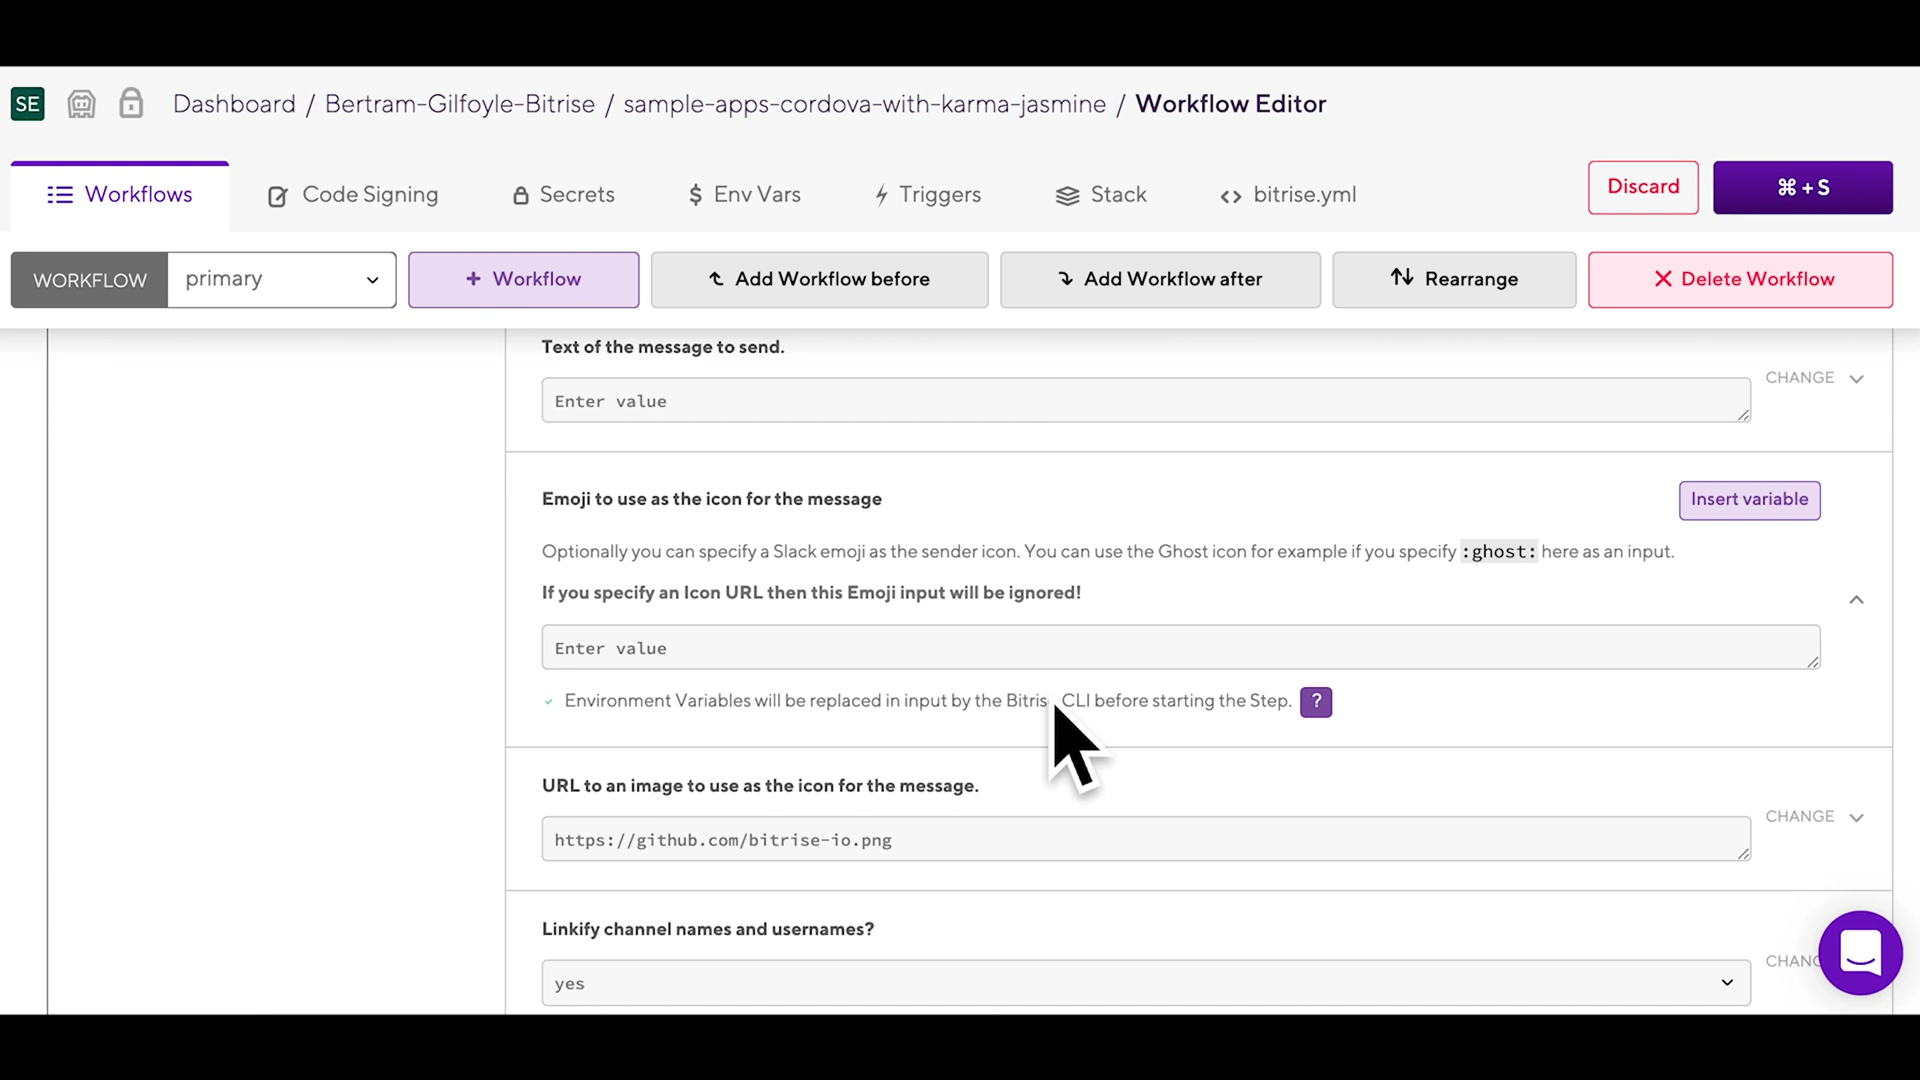 SE Dashboard / Bertram-Gilfoyle-Bitrise / sample-apps-cordova-with-karma-jasmine / Workflow Editor
Workflows Code Signing Secrets $ Env Vars Triggers Stack <> bitrise.yml Discard ⌘ + S
WORKFLOW primary + Workflow Add Workflow before Add Workflow after Rearrange Delete Workflow
Text of the message to send.
CHANGE
Enter value
Emoji to use as the icon for the message Insert variable
Optionally you can specify a Slack emoji as the sender icon. You can use the Ghost icon for example if you specify :ghost: here as an input.
If you specify an Icon URL then this Emoji input will be ignored!
Enter value
Environment Variables will be replaced in input by the Bitris CLI before starting the Step. ?
URL to an image to use as the icon for the message.
CHANGE
https://github.com/bitrise-io.png
Linkify channel names and usernames?
CHANG
yes